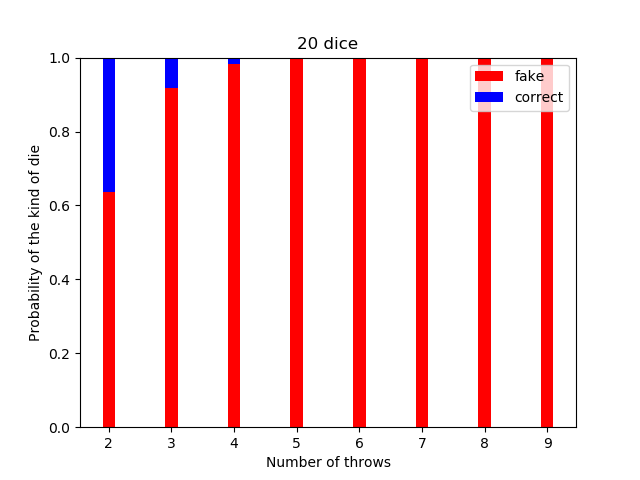 20 dice
fake
correct
Probability of the kind of die
1.0
0.8
0.6
0.4
0.2
0.0
2 3 4 5 6 7 8 9
Number of throws